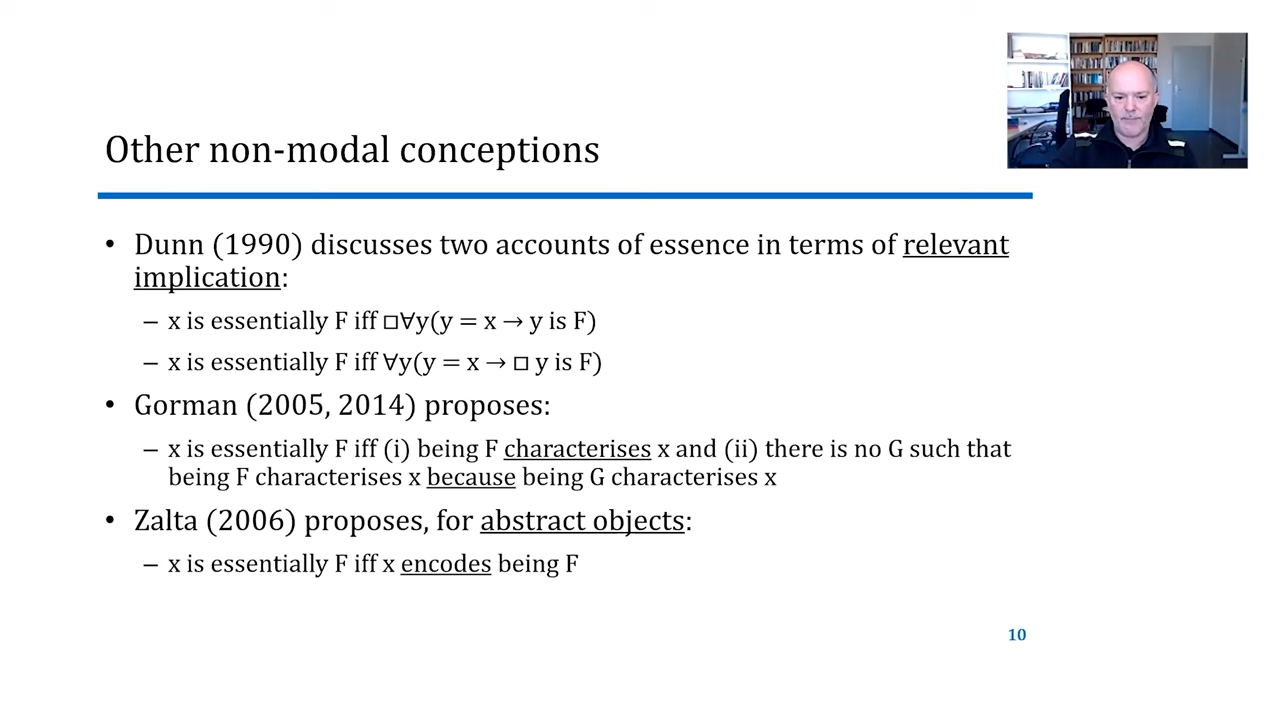 Other non-modal conceptions
• Dunn (1990) discusses two accounts of essence in terms of relevant
implication:
– x is essentially F iff □∀y(y = x → y is F)
– x is essentially F iff ∀y(y = x → □ y is F)
• Gorman (2005, 2014) proposes:
– x is essentially F iff (i) being F characterises x and (ii) there is no G such that
being F characterises x because being G characterises x
• Zalta (2006) proposes, for abstract objects:
– x is essentially F iff x encodes being F
10